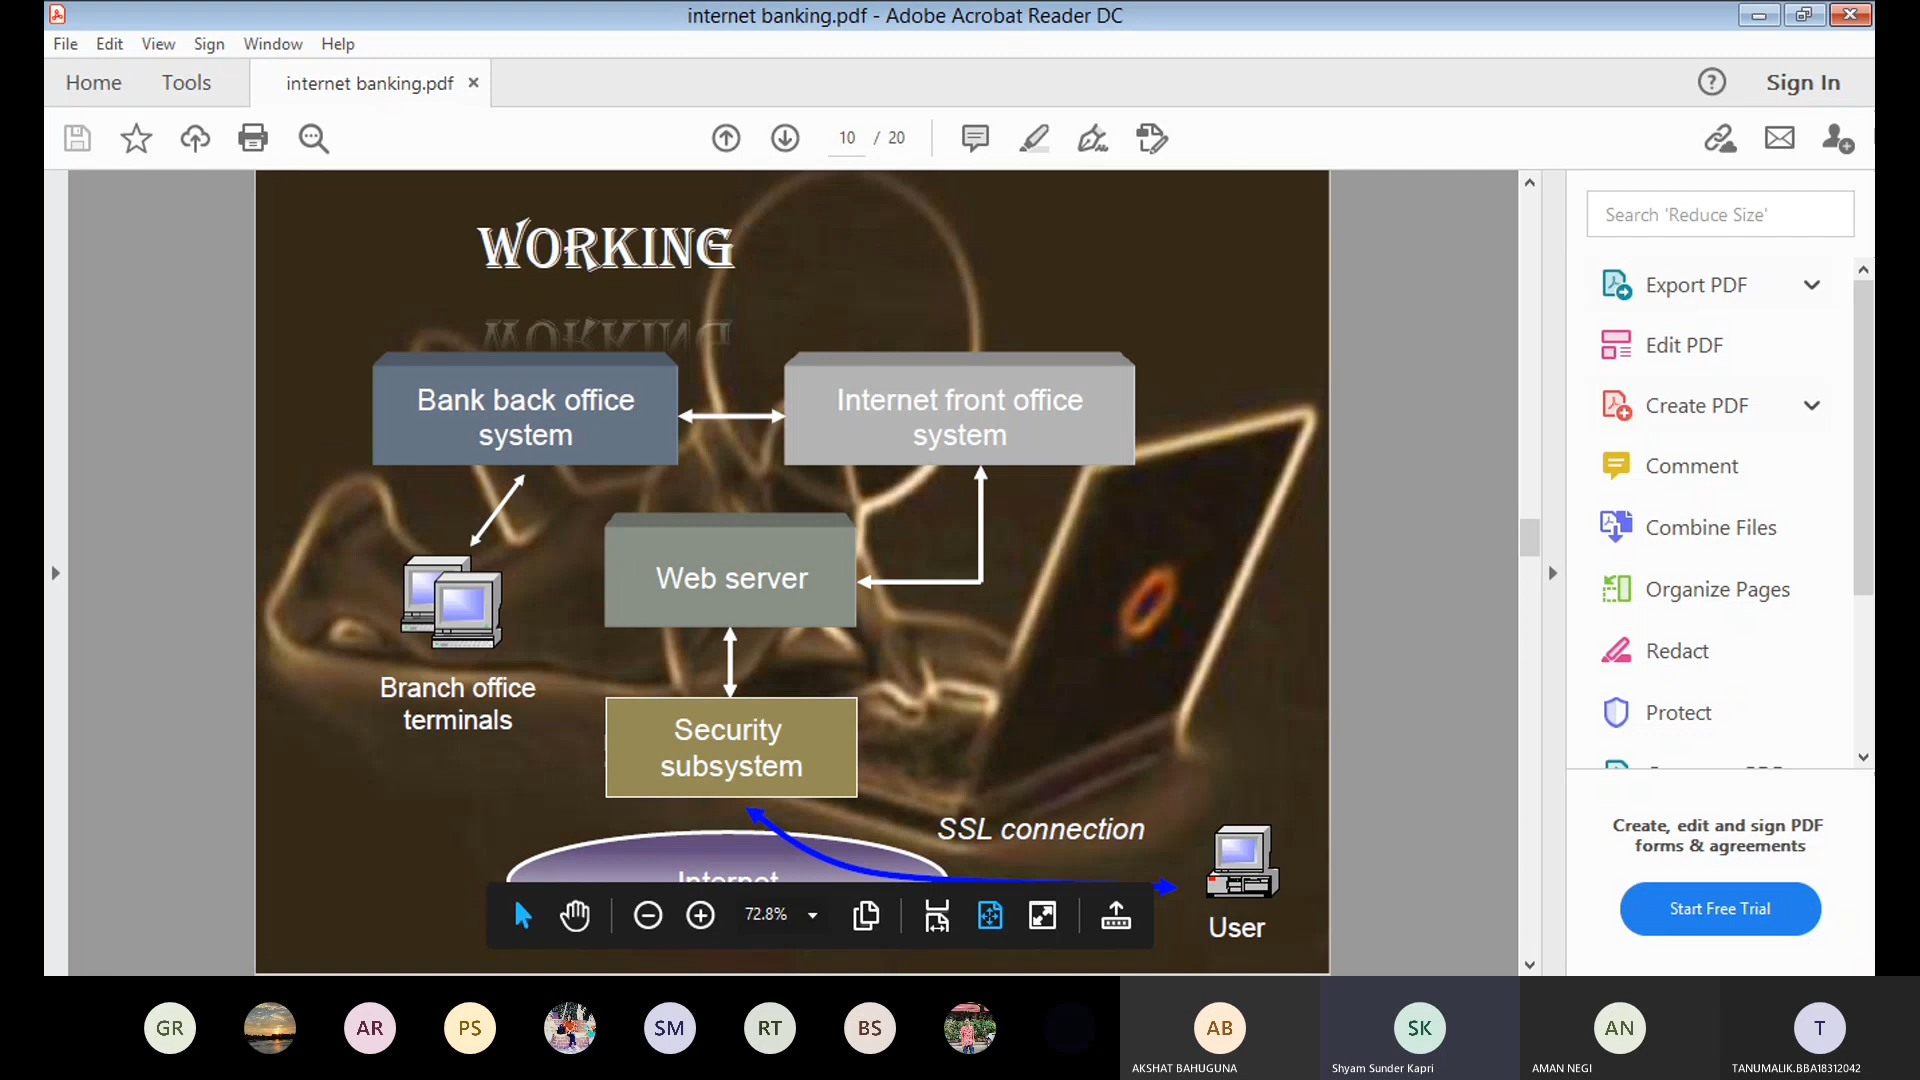 internet banking.pdf - Adobe Acrobat Reader DC
File Edit View Sign Window Help
Home Tools internet banking.pdf Sign In
10 / 20
Search 'Reduce Size'
WORKING
Export PDF
Edit PDF
Bank back office
system
Internet front office
system
Create PDF
Comment
Combine Files
Web server
Organize Pages
Redact
Branch office
terminals
Protect
Security
subsystem
SSL connection
Create, edit and sign PDF
forms & agreements
Internet
Start Free Trial
72.8%
User
GR AR PS SM RT BS AB SK AN T
AKSHAT BAHUGUNA Shyam Sunder Kapri AMAN NEGI TANUMALIK.BBA18312042